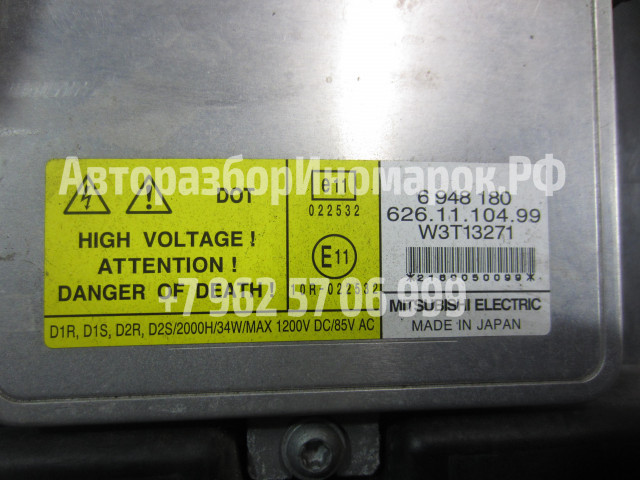 АвторазборИномарок.РФ
DOT
HIGH VOLTAGE !
ATTENTION !
DANGER OF DEATH !
e11
022532
E11
10R-022532
6 948 180
626.11.104.99
W3T13271
*2180050099*
MITSUBISHI ELECTRIC
MADE IN JAPAN
D1R, D1S, D2R, D2S/2000H/34W/MAX 1200V DC/85V AC
+7 962 57 06 999